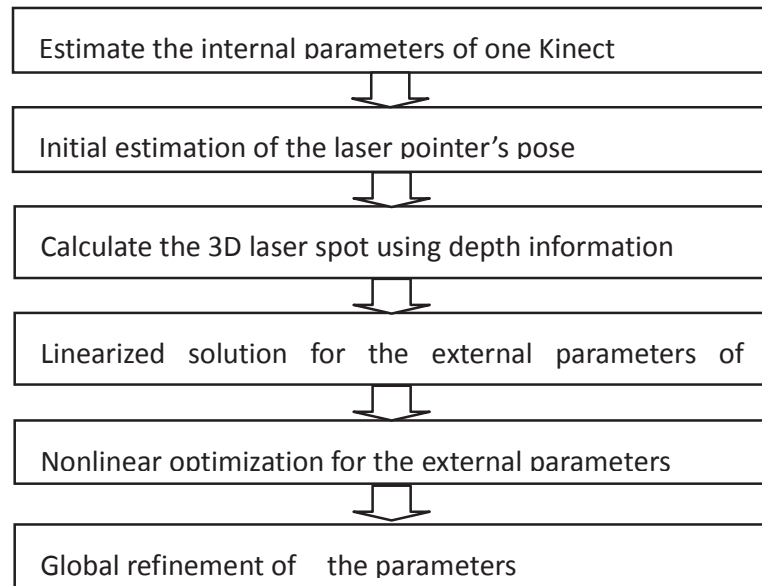 Estimate the internal parameters of one Kinect
Initial estimation of the laser pointer’s pose
Calculate the 3D laser spot using depth information
Linearized solution for the external parameters of
Nonlinear optimization for the external parameters
Global refinement of the parameters